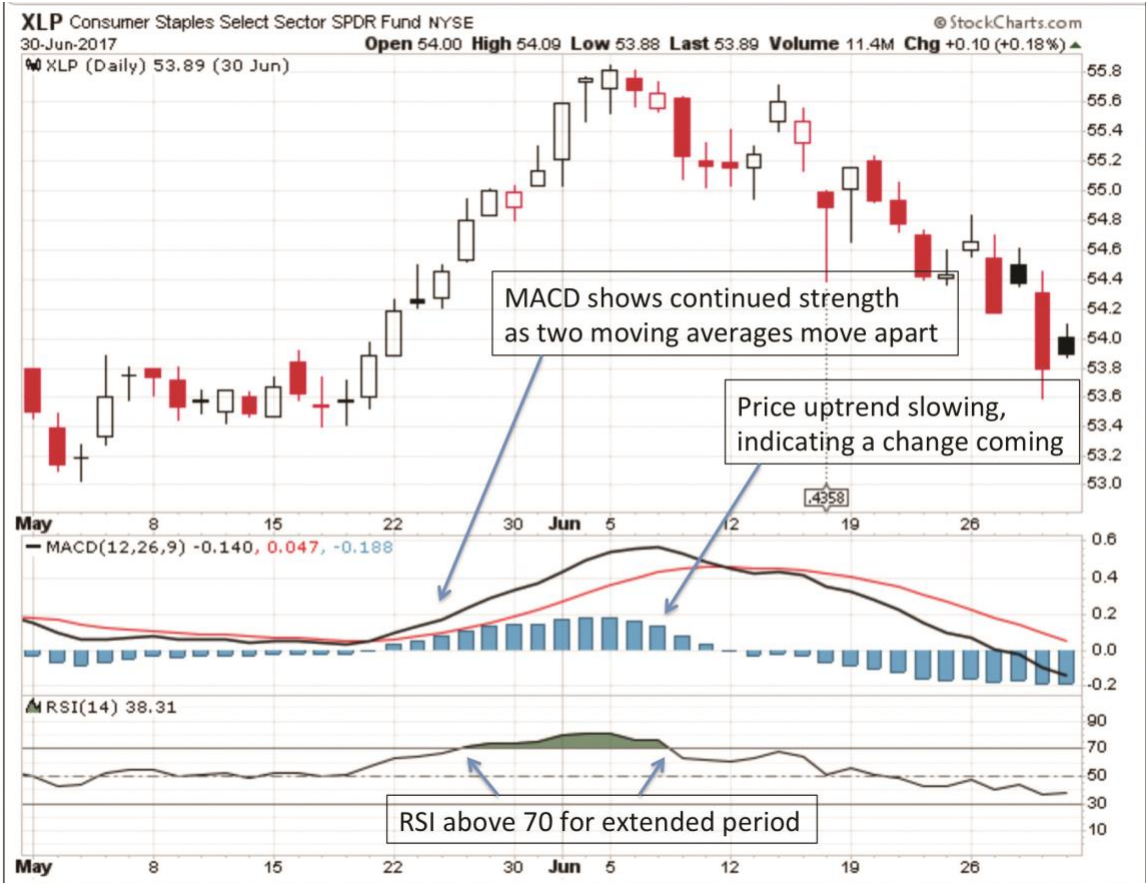 XLP Consumer Staples Select Sector SPDR Fund NYSE
© StockCharts.com
30-Jun-2017
Open 54.00 High 54.09 Low 53.88 Last 53.89 Volume 11.4M Chg +0.10 (+0.18%)
XLP (Daily) 53.89 (30 Jun)
55.8
55.6
55.4
55.2
55.0
54.8
54.6
54.4
54.2
54.0
53.8
53.6
53.4
53.2
53.0
MACD shows continued strength
as two moving averages move apart
Price uptrend slowing,
indicating a change coming
.4358
May 8 15 22 30 Jun 5 12 19 26
MACD(12,26,9) -0.140, 0.047, -0.188
0.6
0.4
0.2
0.0
-0.2
RSI(14) 38.31
90
70
50
30
10
RSI above 70 for extended period
May 8 15 22 30 Jun 5 12 19 26